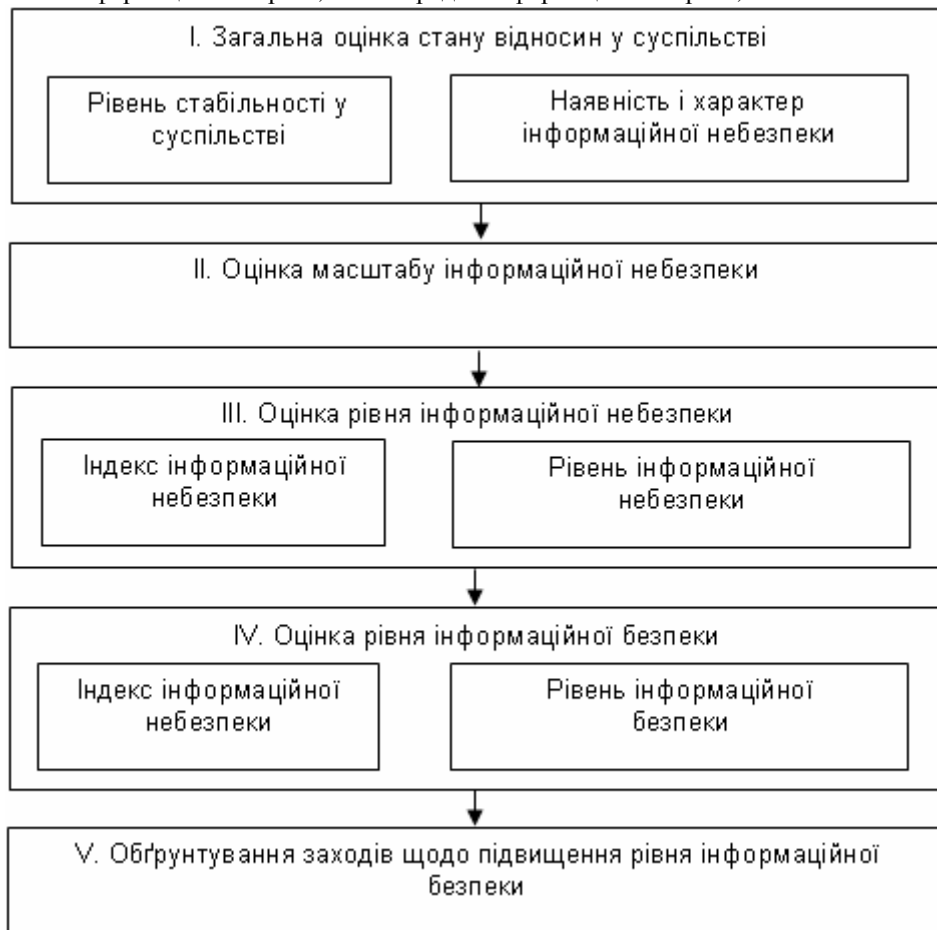 І. Загальна оцінка стану відносин у суспільстві
Рівень стабільності у
суспільстві
Наявність і характер
інформаційної небезпеки
ІІ. Оцінка масштабу інформаційної небезпеки
ІІІ. Оцінка рівня інформаційної небезпеки
Індекс інформаційної
небезпеки
Рівень інформаційної
небезпеки
IV. Оцінка рівня інформаційної безпеки
Індекс інформаційної
небезпеки
Рівень інформаційної
безпеки
V. Обґрунтування заходів щодо підвищення рівня інформаційної
безпеки